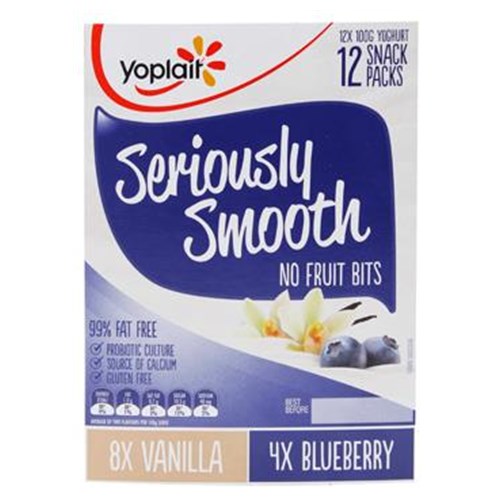 yoplait
12X 100G YOGHURT
12 SNACK PACKS
Seriously
Smooth
NO FRUIT BITS
99% FAT FREE
PROBIOTIC CULTURE
SOURCE OF CALCIUM
GLUTEN FREE
BEST
BEFORE
8X VANILLA
4X BLUEBERRY